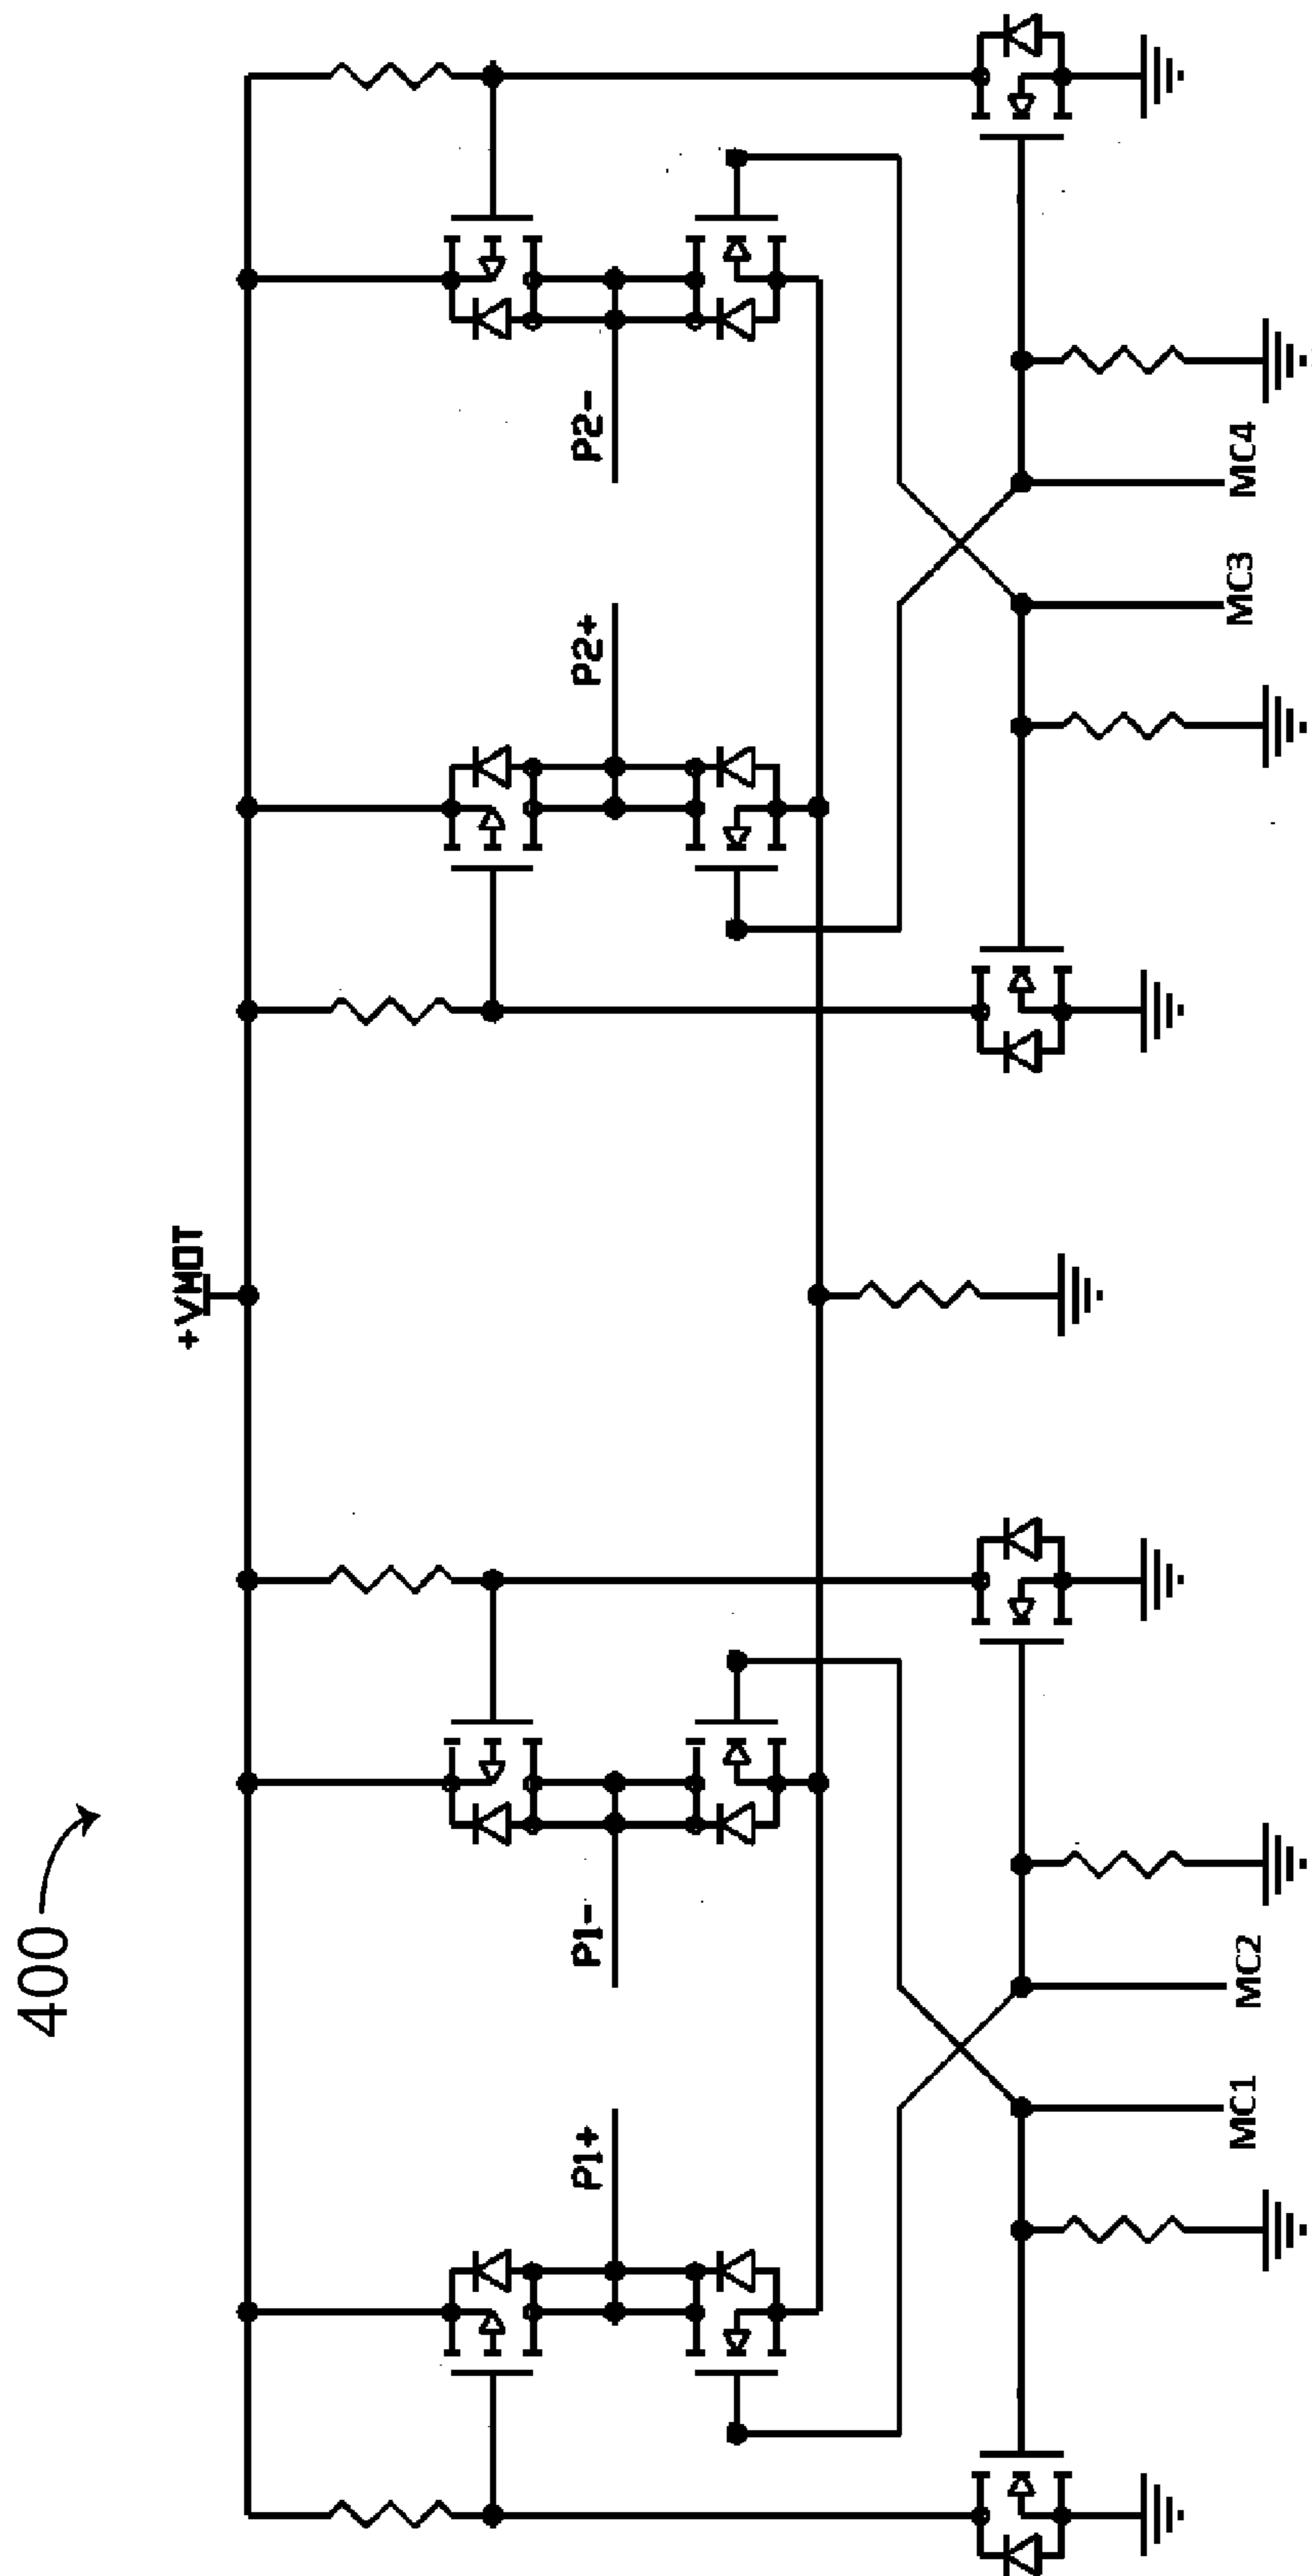 400
+VMOT
P1+
P1-
P2+
P2-
MC1
MC2
MC3
MC4